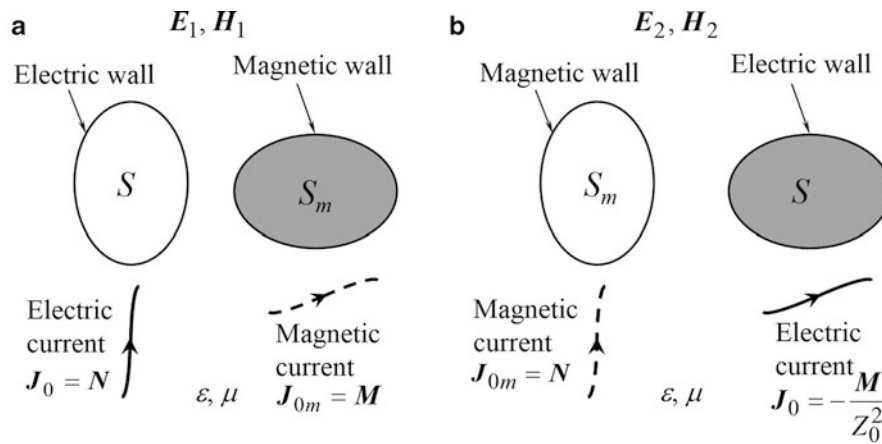 a
E₁, H₁
Electric wall
Magnetic wall
S
Sₘ
Electric
current
J₀ = N
Magnetic
current
J₀ₘ = M
ε, μ
b
E₂, H₂
Magnetic wall
Electric wall
Sₘ
S
Magnetic
current
J₀ₘ = N
Electric
current
J₀ = -M/Z₀²
ε, μ